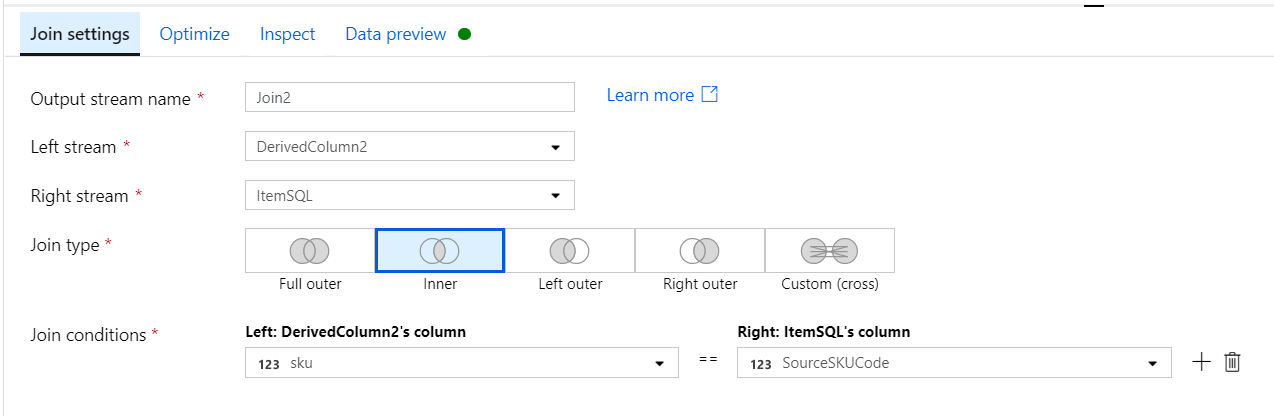 Join settings Optimize Inspect Data preview
Output stream name * Join2 Learn more
Left stream * DerivedColumn2
Right stream * ItemSQL
Join type *
Full outer Inner Left outer Right outer Custom (cross)
Join conditions * Left: DerivedColumn2's column Right: ItemSQL's column
123 sku == 123 SourceSKUCode